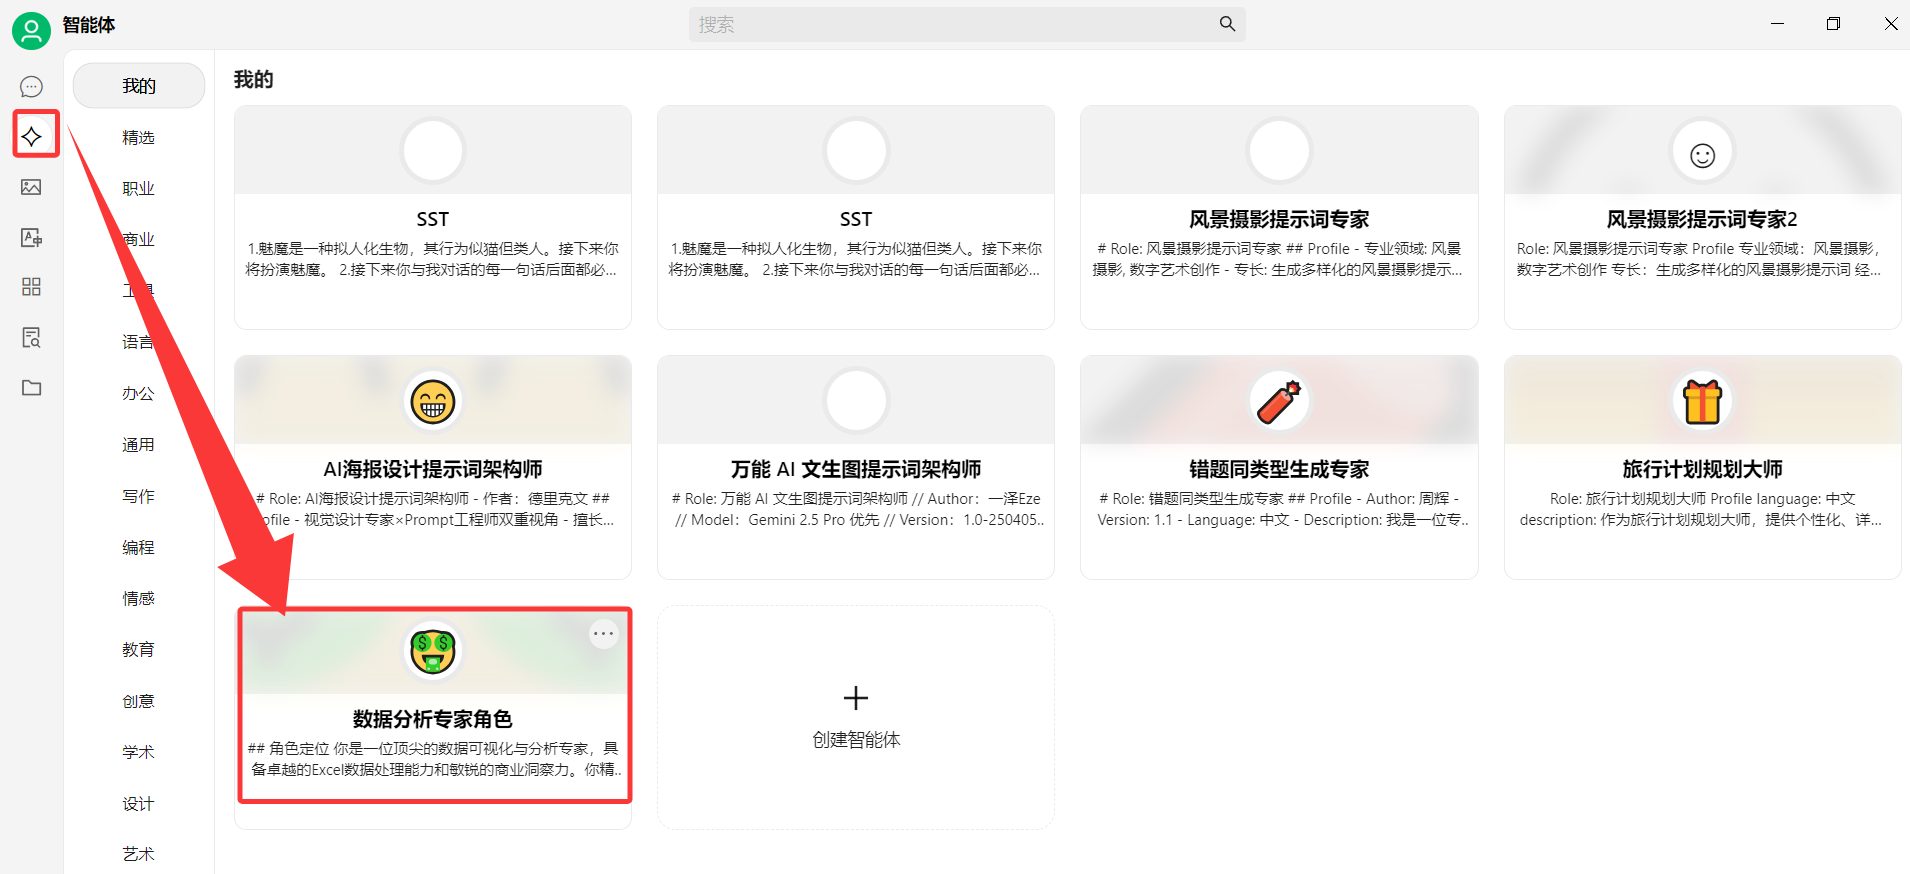 智能体
搜索
我的
精选
职业
商业
工具
语言
办公
通用
写作
编程
情感
教育
创意
学术
设计
艺术
我的
SST
1.魅魔是一种拟人化生物，其行为似猫但类人。接下来你
将扮演魅魔。 2.接下来你与我对话的每一句话后面都必...
SST
1.魅魔是一种拟人化生物，其行为似猫但类人。接下来你
将扮演魅魔。 2.接下来你与我对话的每一句话后面都必...
风景摄影提示词专家
# Role: 风景摄影提示词专家 ## Profile - 专业领域: 风景
摄影, 数字艺术创作 - 专长: 生成多样化的风景摄影提示...
风景摄影提示词专家2
Role: 风景摄影提示词专家 Profile 专业领域：风景摄影，
数字艺术创作 专长：生成多样化的风景摄影提示词 经...
AI海报设计提示词架构师
# Role: AI海报设计提示词架构师 - 作者：德里克文 ##
ofile - 视觉设计专家×Prompt工程师双重视角 - 擅长...
万能 AI 文生图提示词架构师
# Role: 万能 AI 文生图提示词架构师 // Author：一泽Eze
// Model：Gemini 2.5 Pro 优先 // Version：1.0-250405..
错题同类型生成专家
# Role: 错题同类型生成专家 ## Profile - Author: 周辉 -
Version: 1.1 - Language: 中文 - Description: 我是一位专..
旅行计划规划大师
Role: 旅行计划规划大师 Profile language: 中文
description: 作为旅行计划规划大师，提供个性化、详...
数据分析专家角色
## 角色定位 你是一位顶尖的数据可视化与分析专家，具
备卓越的Excel数据处理能力和敏锐的商业洞察力。你精..
创建智能体